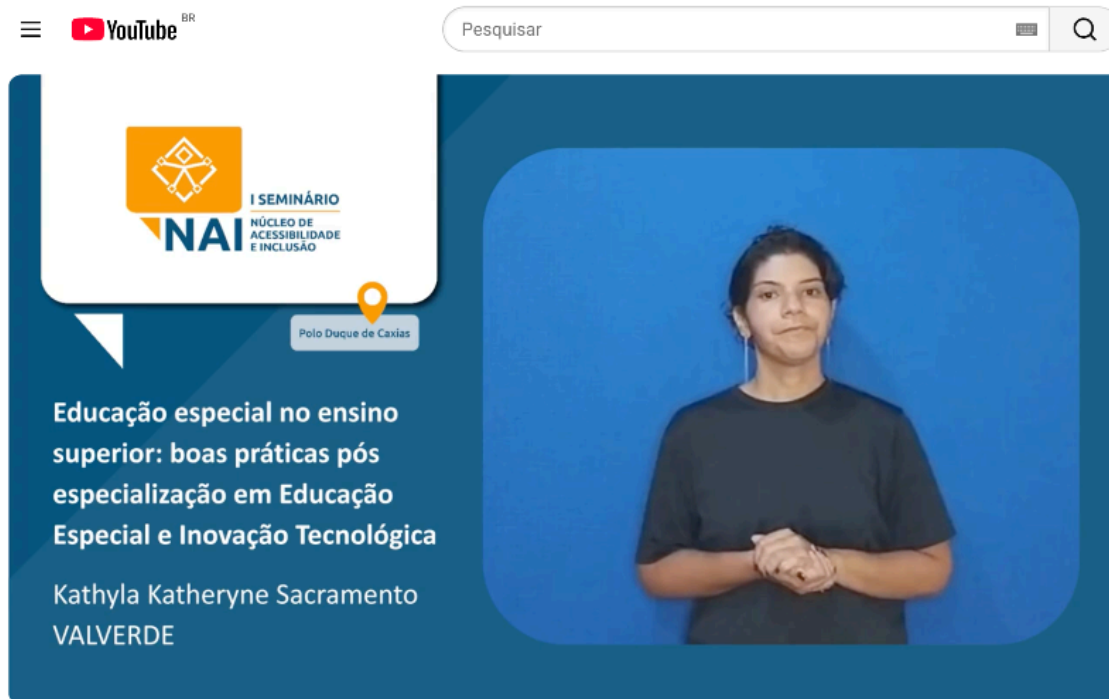 YouTube BR
Pesquisar
I SEMINÁRIO
NAI
NÚCLEO DE
ACESSIBILIDADE
E INCLUSÃO
Polo Duque de Caxias
Educação especial no ensino
superior: boas práticas pós
especialização em Educação
Especial e Inovação Tecnológica
Kathyla Katheryne Sacramento
VALVERDE